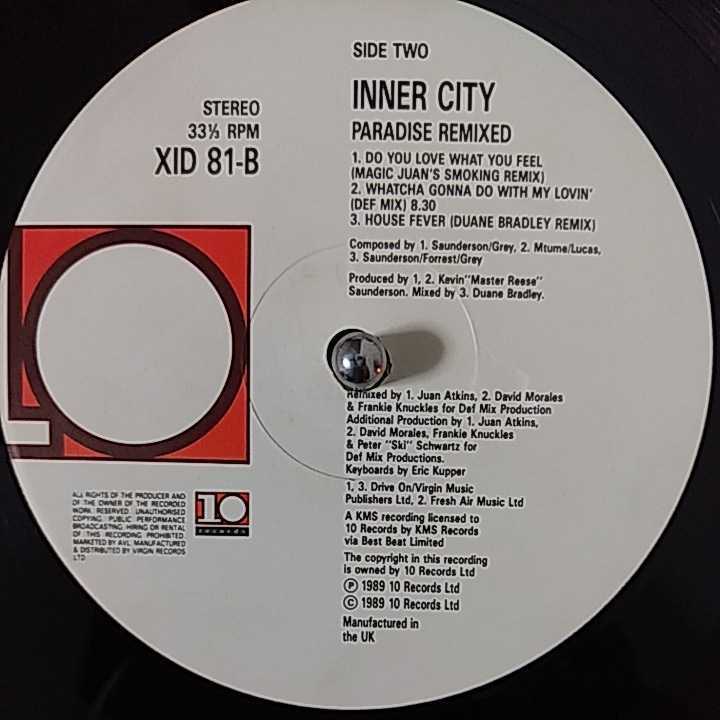 SIDE TWO
INNER CITY
PARADISE REMIXED
STEREO
33⅓ RPM
XID 81-B
1. DO YOU LOVE WHAT YOU FEEL
(MAGIC JUAN'S SMOKING REMIX)
2. WHATCHA GONNA DO WITH MY LOVIN'
(DEF MIX) 8.30
3. HOUSE FEVER (DUANE BRADLEY REMIX)
Composed by 1. Saunderson/Grey, 2. Mtume/Lucas,
3. Saunderson/Forrest/Grey
Produced by 1, 2. Kevin"Master Reese"
Saunderson. Mixed by 3. Duane Bradley.
Remixed by 1. Juan Atkins, 2. David Morales
& Frankie Knuckles for Def Mix Production
Additional Production by 1. Juan Atkins,
2. David Morales, Frankie Knuckles
& Peter "Ski" Schwartz for
Def Mix Productions.
Keyboards by Eric Kupper
1, 3. Drive On/Virgin Music
Publishers Ltd, 2. Fresh Air Music Ltd
A KMS recording licensed to
10 Records by KMS Records
via Best Beat Limited
The copyright in this recording
is owned by 10 Records Ltd
Ⓟ 1989 10 Records Ltd
© 1989 10 Records Ltd
Manufactured in
the UK
10
records
ALL RIGHTS OF THE PRODUCER AND
OF THE OWNER OF THE RECORDED
WORK RESERVED. UNAUTHORISED
COPYING, PUBLIC PERFORMANCE
BROADCASTING, HIRING OR RENTAL
OF THIS RECORDING PROHIBITED.
MARKETED BY AVL. MANUFACTURED
& DISTRIBUTED BY VIRGIN RECORDS
LTD.